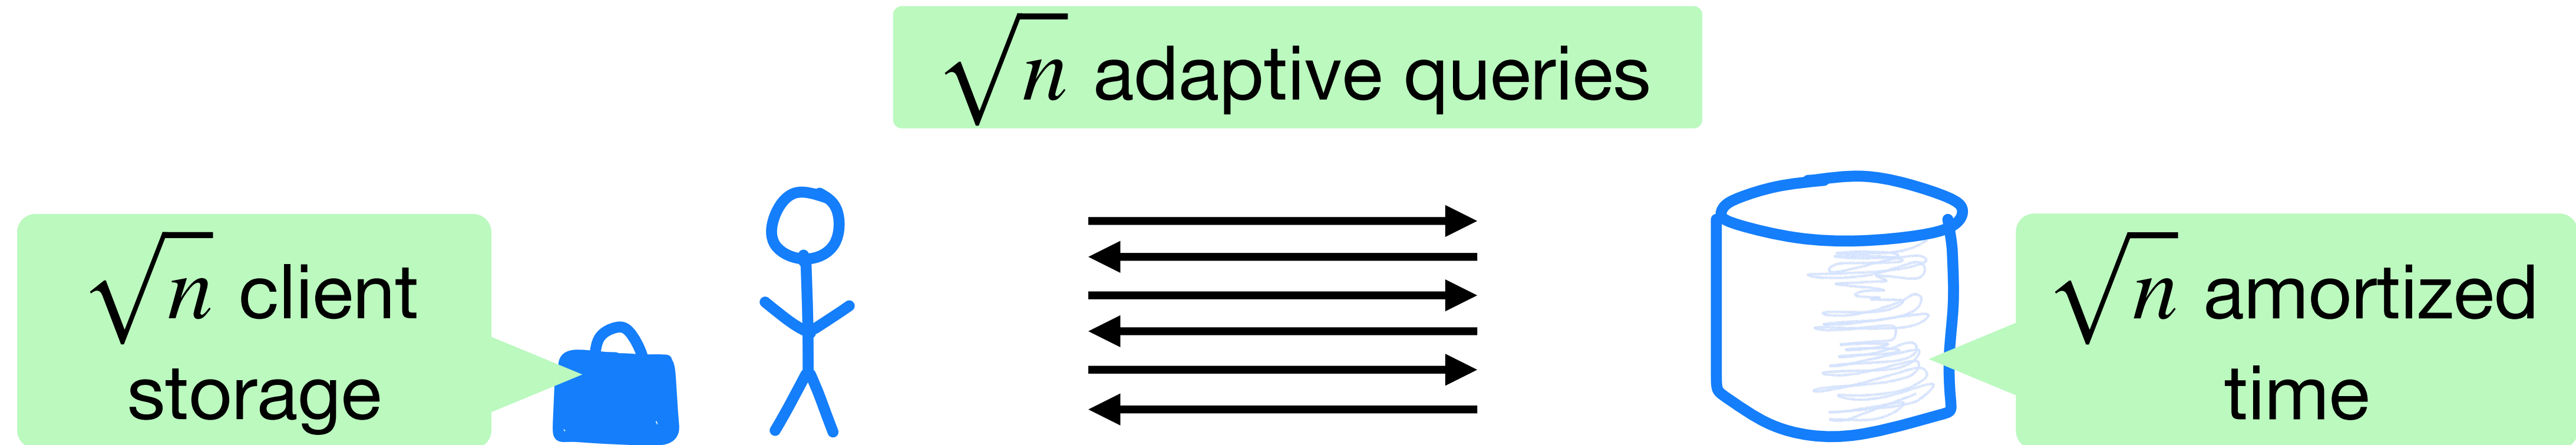 √n adaptive queries
√n client
storage
√n amortized
time